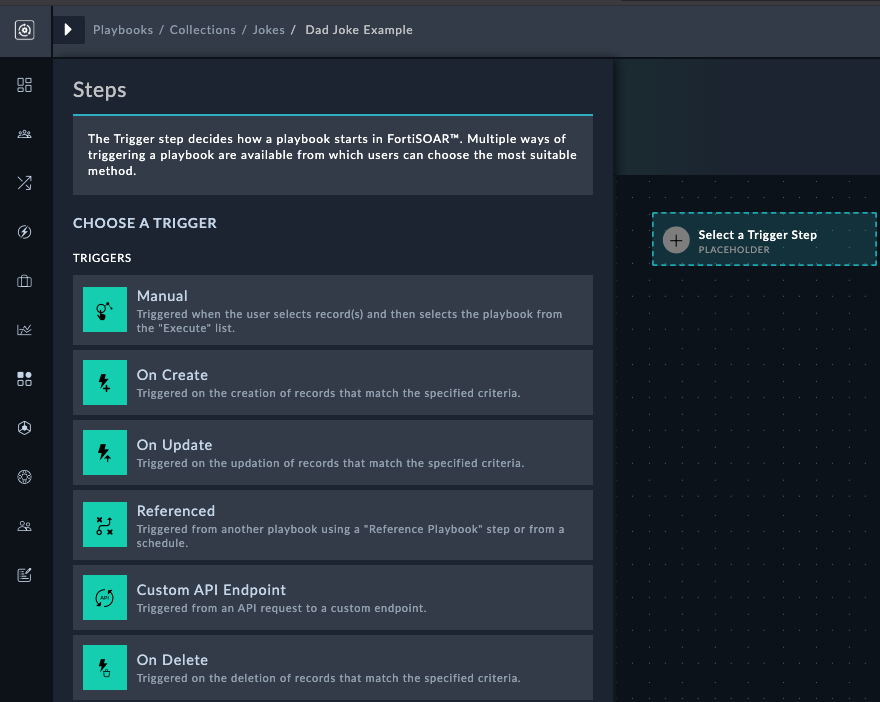 Playbooks / Collections / Jokes / Dad Joke Example
Steps
The Trigger step decides how a playbook starts in FortiSOAR™. Multiple ways of
triggering a playbook are available from which users can choose the most suitable
method.
CHOOSE A TRIGGER
TRIGGERS
Manual
Triggered when the user selects record(s) and then selects the playbook from
the "Execute" list.
On Create
Triggered on the creation of records that match the specified criteria.
On Update
Triggered on the updation of records that match the specified criteria.
Referenced
Triggered from another playbook using a "Reference Playbook" step or from a
schedule.
API
Custom API Endpoint
Triggered from an API request to a custom endpoint.
On Delete
Triggered on the deletion of records that match the specified criteria.
Select a Trigger Step
PLACEHOLDER